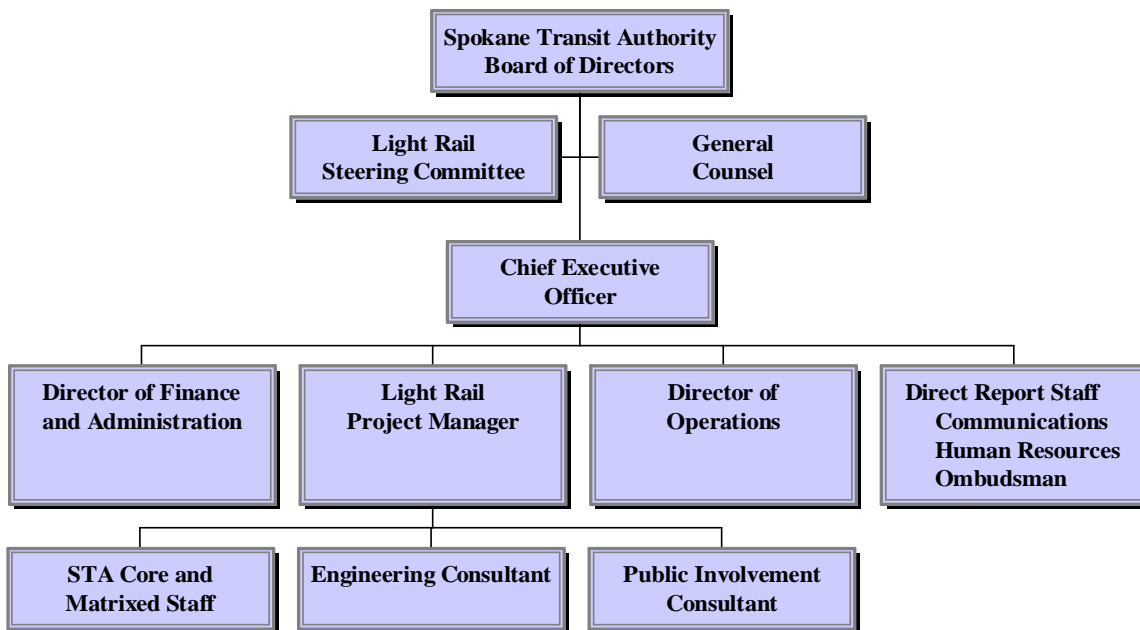 Spokane Transit Authority
Board of Directors
Light Rail
Steering Committee
General
Counsel
Chief Executive
Officer
Director of Finance
and Administration
Light Rail
Project Manager
Director of
Operations
Direct Report Staff
Communications
Human Resources
Ombudsman
STA Core and
Matrixed Staff
Engineering Consultant
Public Involvement
Consultant